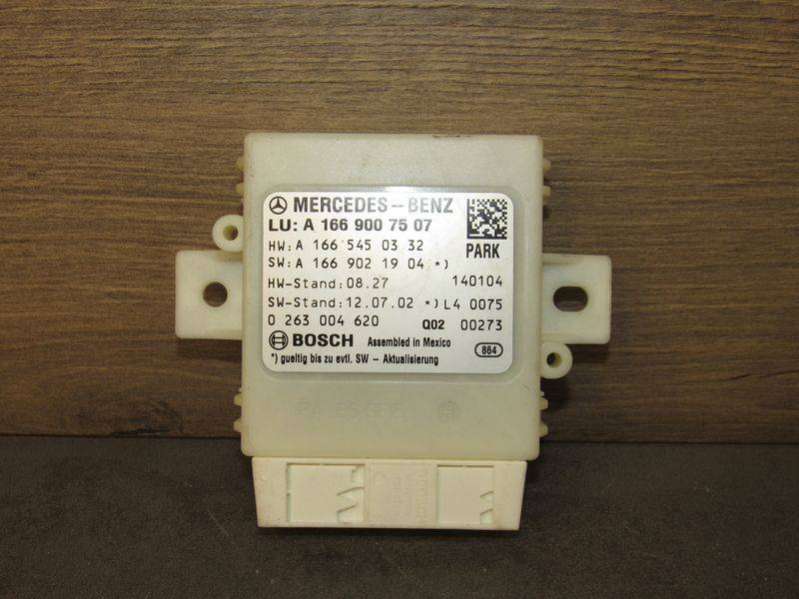 MERCEDES-BENZ
LU: A 166 900 75 07
PARK
HW: A 166 545 03 32
SW: A 166 902 19 04 *)
HW-Stand: 08.27 140104
SW-Stand: 12.07.02 *) L4 0075
0 263 004 620 Q02 00273
BOSCH Assembled in Mexico 864
*) gueltig bis zu evtl. SW - Aktualisierung